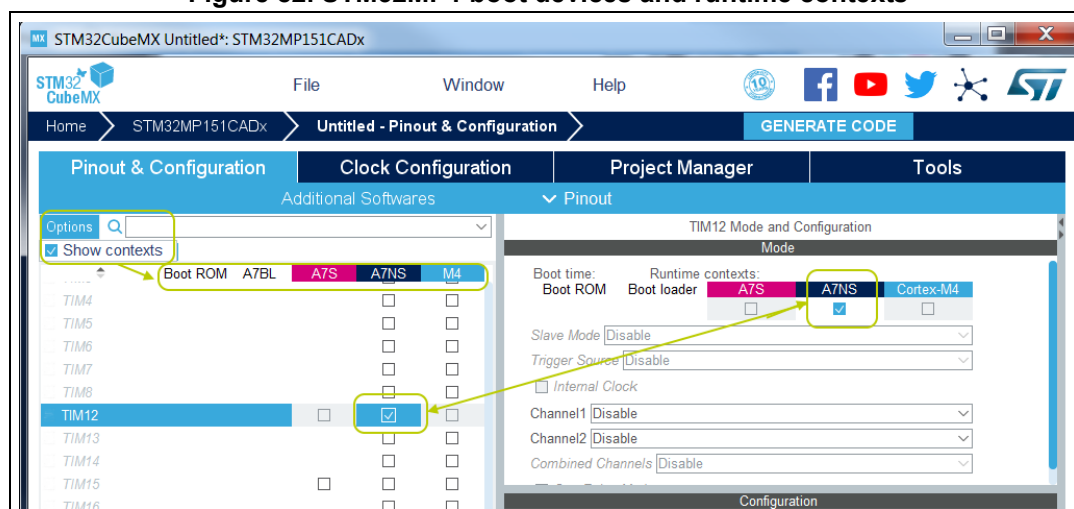 STM32CubeMX Untitled*: STM32MP151CADx
STM32
CubeMX
File Window Help
Home STM32MP151CADx Untitled - Pinout & Configuration GENERATE CODE
Pinout & Configuration Clock Configuration Project Manager Tools
Additional Softwares Pinout
Options
Show contexts
Boot ROM A7BL A7S A7NS M4
TIM4
TIM5
TIM6
TIM7
TIM8
TIM12
TIM13
TIM14
TIM15
TIM16
TIM12 Mode and Configuration
Mode
Boot time: Runtime contexts:
Boot ROM Boot loader A7S A7NS Cortex-M4
Slave Mode Disable
Trigger Source Disable
Internal Clock
Channel1 Disable
Channel2 Disable
Combined Channels Disable
Configuration